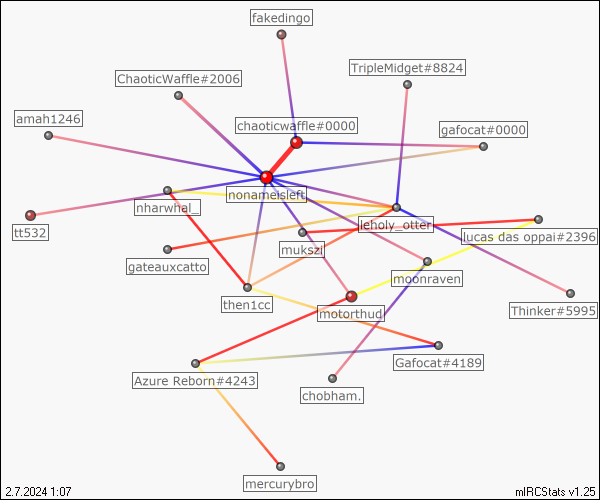 fakedingo
TripleMidget#8824
ChaoticWaffle#2006
amah1246
chaoticwaffle#0000
gafocat#0000
nonameisleft
nharwhal_
leholy_otter
tt532
lucas das oppai#2396
mukszi
gateauxcatto
moonraven
then1cc
motorthud
Thinker#5995
Gafocat#4189
Azure Reborn#4243
chobham.
mercurybro
2.7.2024 1:07
mIRCStats v1.25